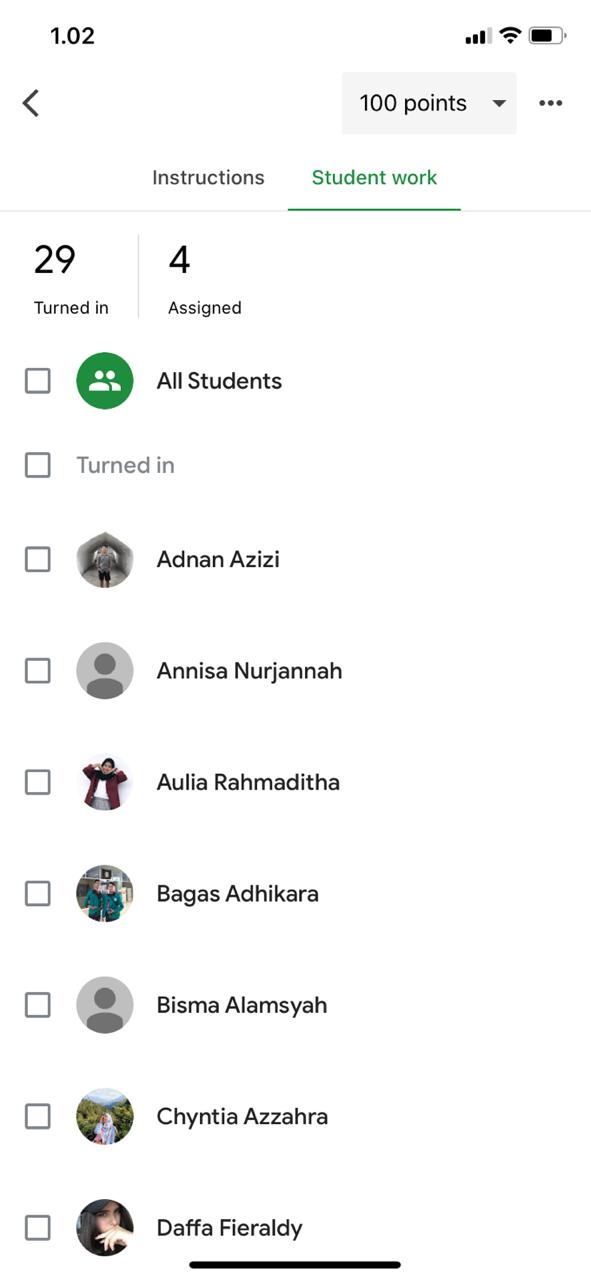 1.02
100 points
Instructions Student work
29 4
Turned in Assigned
All Students
Turned in
Adnan Azizi
Annisa Nurjannah
Aulia Rahmaditha
Bagas Adhikara
Bisma Alamsyah
Chyntia Azzahra
Daffa Fieraldy